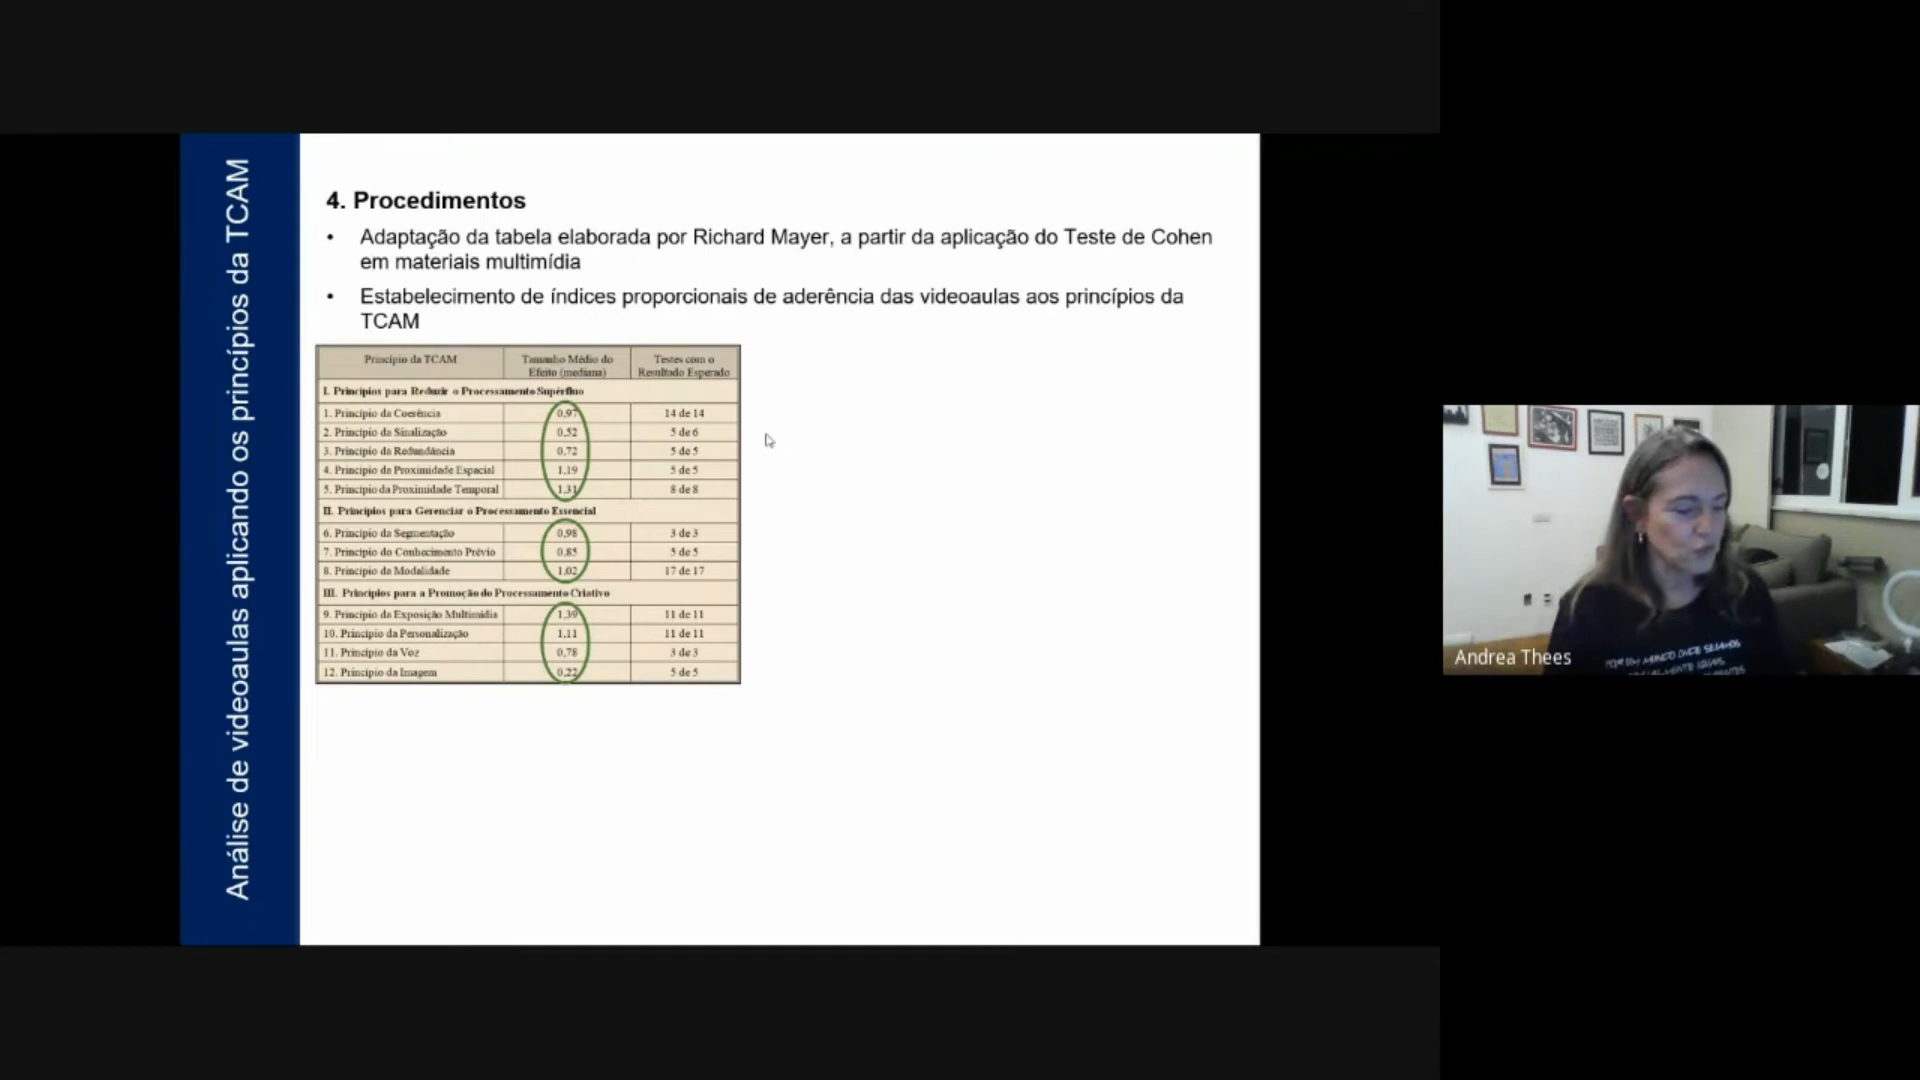 Análise de videoaulas aplicando os princípios da TCAM
4. Procedimentos
• Adaptação da tabela elaborada por Richard Mayer, a partir da aplicação do Teste de Cohen
em materiais multimídia
• Estabelecimento de índices proporcionais de aderência das videoaulas aos princípios da
TCAM
Princípio da TCAM Tamanho Médio do Testes com o
Efeito (mediana) Resultado Esperado
I. Princípios para Reduzir o Processamento Supérfluo
1. Princípio da Coerência 0,97 14 de 14
2. Princípio da Sinalização 0,52 5 de 6
3. Princípio da Redundância 0,72 5 de 5
4. Princípio da Proximidade Espacial 1,19 5 de 5
5. Princípio da Proximidade Temporal 1,31 8 de 8
II. Princípios para Gerenciar o Processamento Essencial
6. Princípio da Segmentação 0,98 3 de 3
7. Princípio do Conhecimento Prévio 0,85 5 de 5
8. Princípio da Modalidade 1,02 17 de 17
III. Princípios para a Promoção do Processamento Criativo
9. Princípio da Exposição Multimídia 1,39 11 de 11
10. Princípio da Personalização 1,11 11 de 11
11. Princípio da Voz 0,78 3 de 3
12. Princípio da Imagem 0,22 5 de 5
Andrea Thees
POR UM MUNDO ONDE SEJAMOS
SOCIALMENTE IGUAIS,